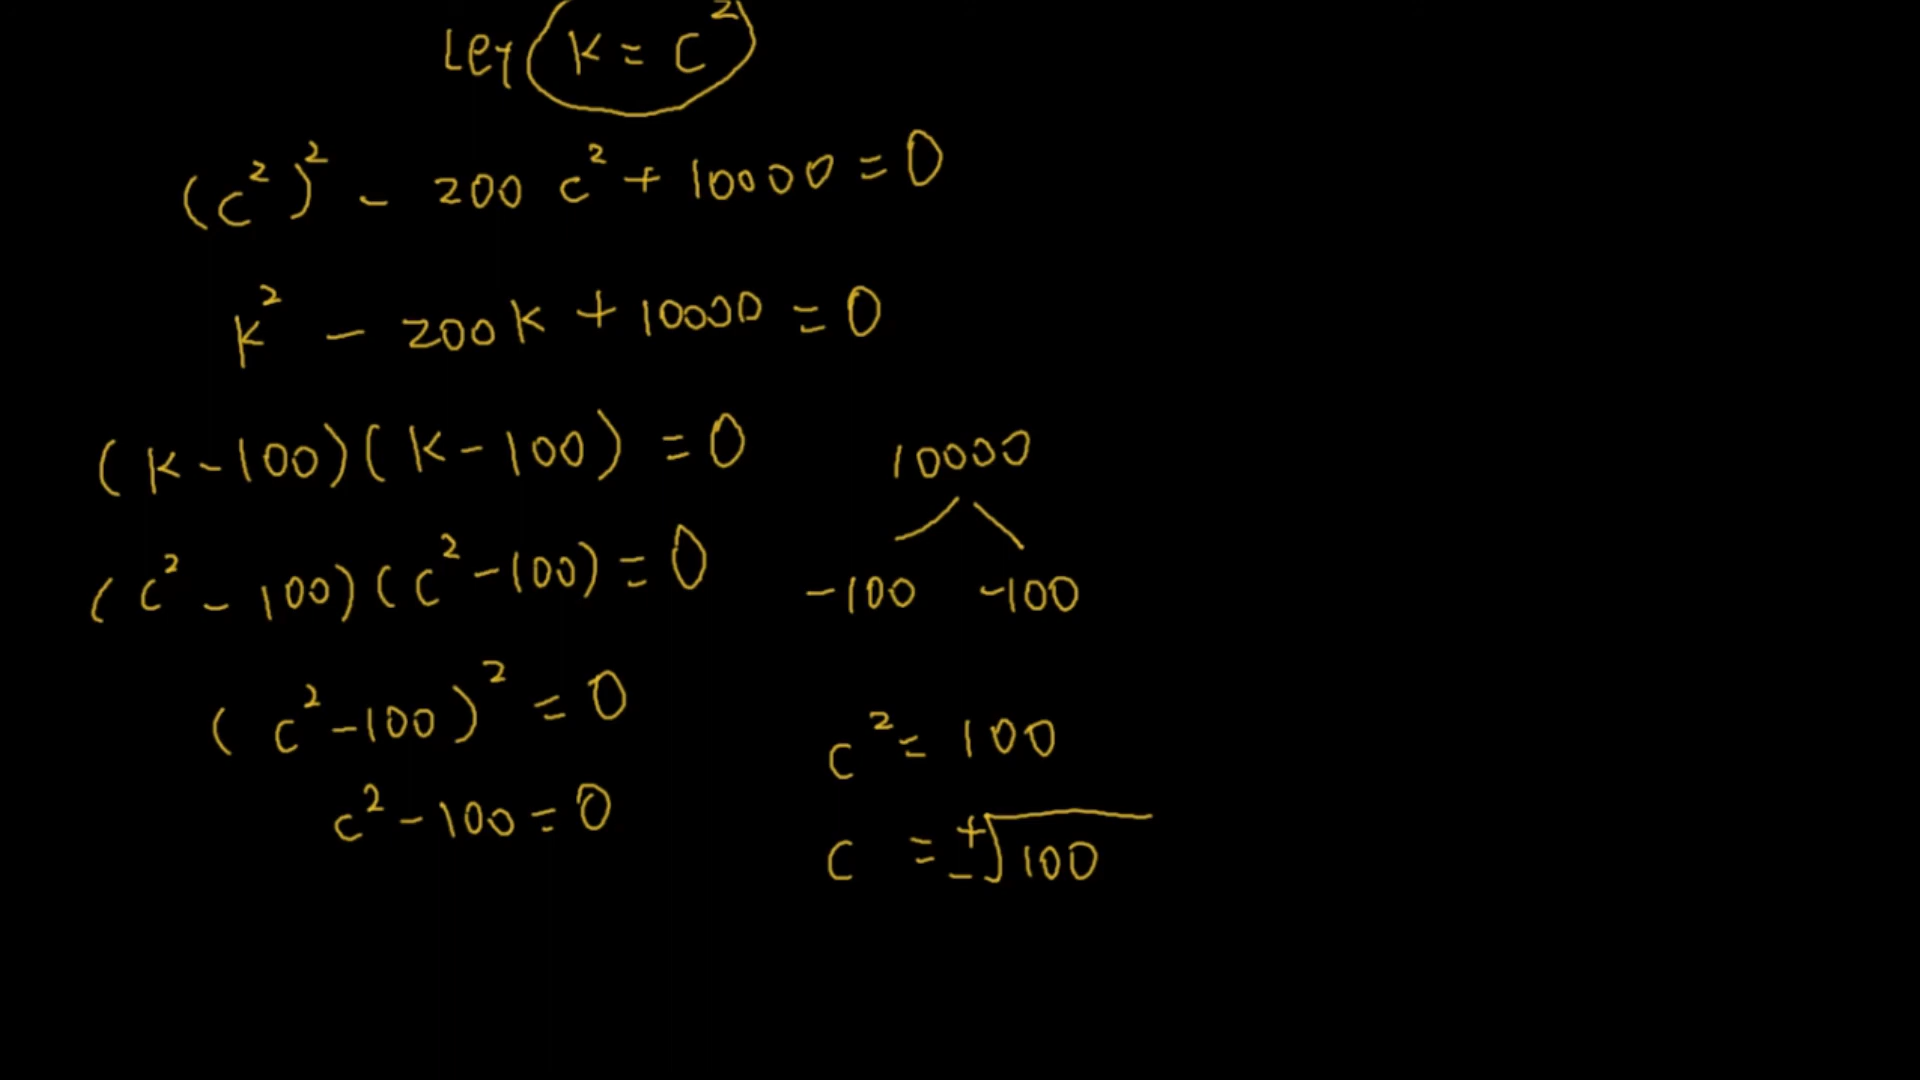 Ley K = c²
(c²)² - 200 c² + 10000 = 0
K² - 200K + 10000 = 0
(K - 100)(K - 100) = 0
10000
(c² - 100)(c² - 100) = 0
-100 -100
(c² - 100)² = 0
c² = 100
c² - 100 = 0
c = ±√100